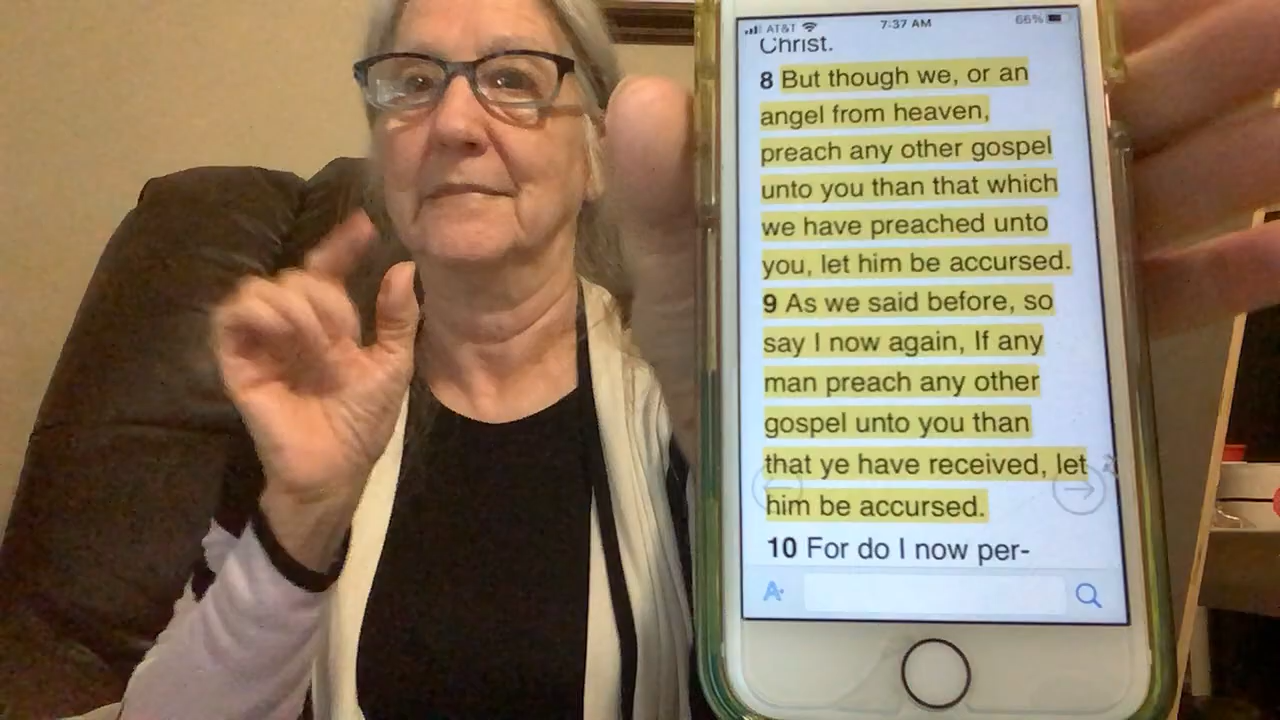 AT&T 7:37 AM 66%
Christ.
8 But though we, or an
angel from heaven,
preach any other gospel
unto you than that which
we have preached unto
you, let him be accursed.
9 As we said before, so
say I now again, If any
man preach any other
gospel unto you than
that ye have received, let
him be accursed.
10 For do I now per-
A